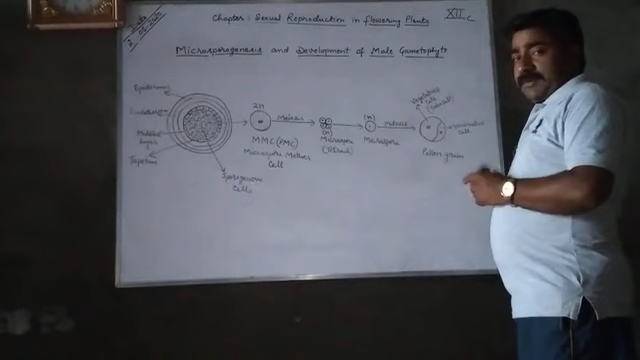 Chapter: Sexual Reproduction in flowering Plants
XII C
Microsporogenesis and Development of Male Gametophyte
Epidermis
Endothecium
Middle layers
Tapetum
Sporogenous
Cells
2n
MMC (PMC)
Microspore Mother
Cell
Meiosis
(n)
Microspore
(Tetrad)
(n)
Microspore
Vegetative
Cell
Generative
Cell
Pollen grain